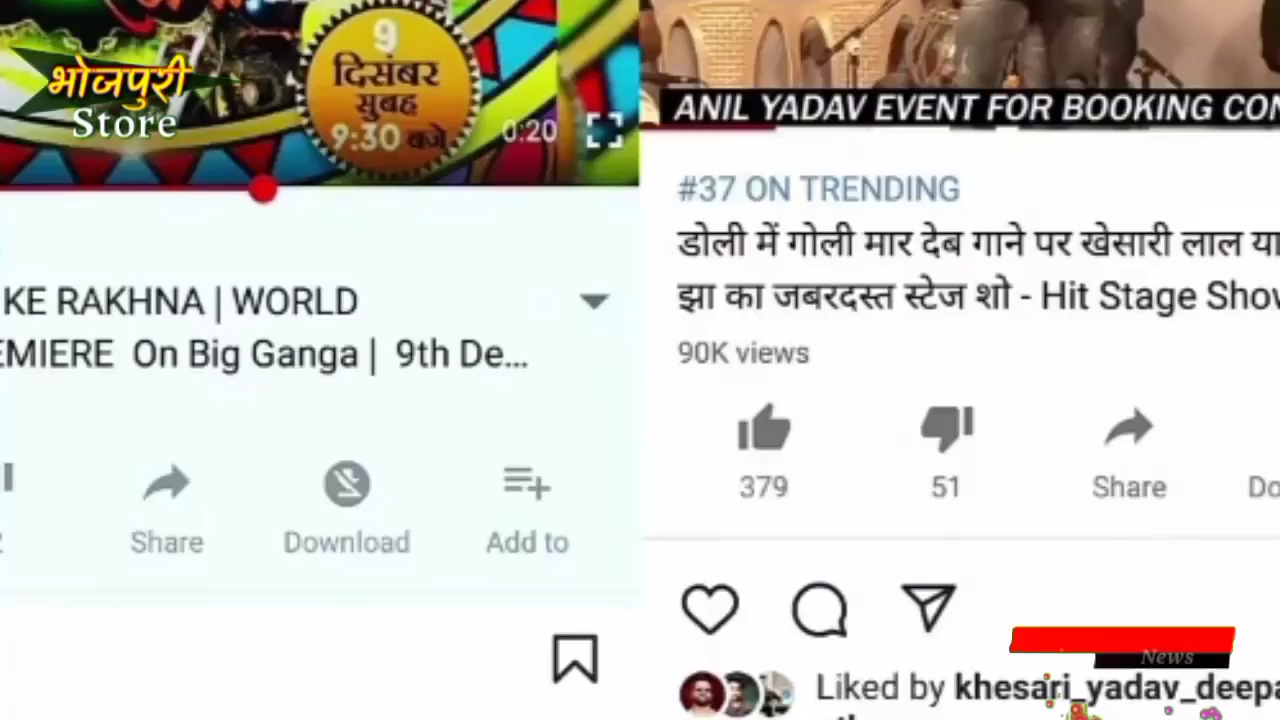 भोजपुरी
Store
9
दिसंबर
सुबह
9:30 बजे
0:20
KE RAKHNA | WORLD
EMIERE On Big Ganga | 9th De...
Share
Download
Add to
ANIL YADAV EVENT FOR BOOKING CON
#37 ON TRENDING
डोली में गोली मार देब गाने पर खेसारी लाल या
झा का जबरदस्त स्टेज शो - Hit Stage Show
90K views
379
51
Share
Do
News
Liked by khesari_yadav_deepa